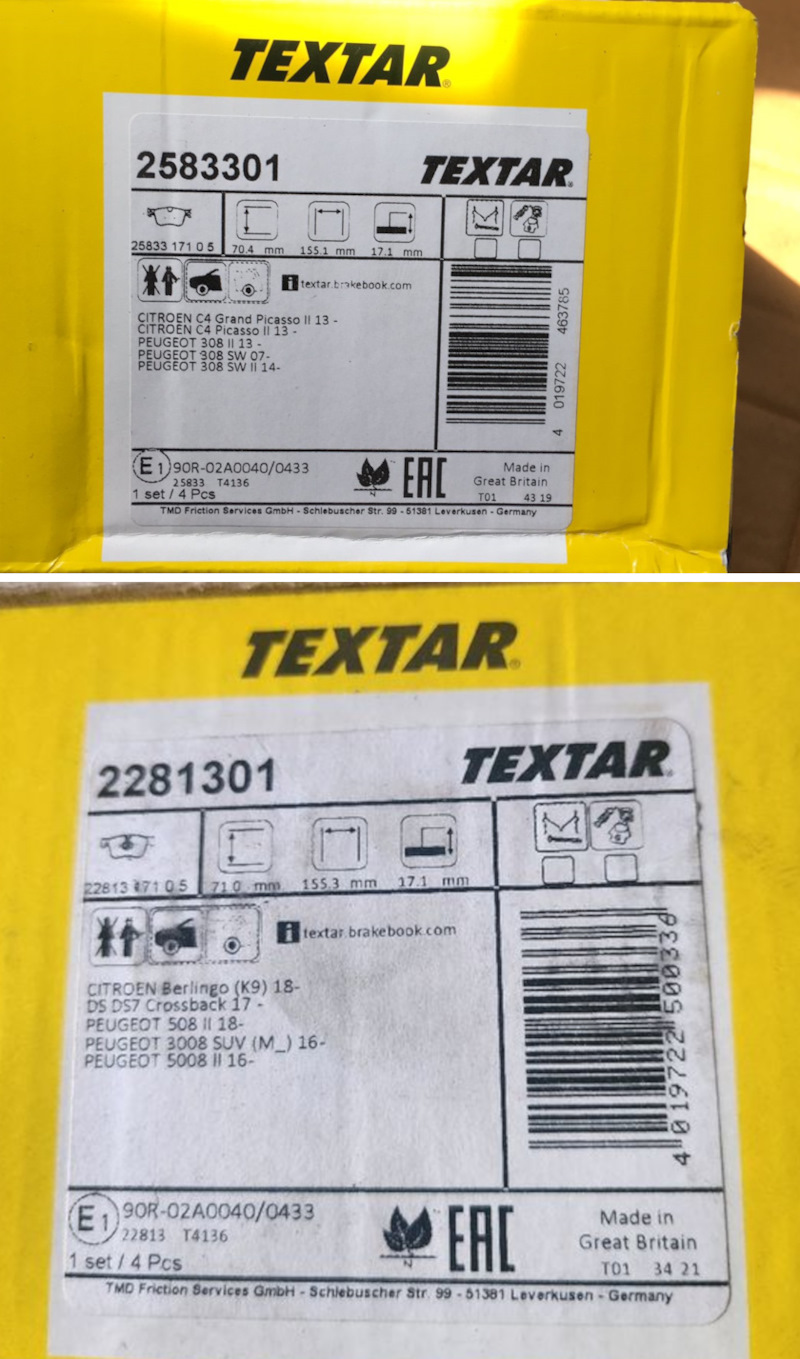 TEXTAR®
2583301
TEXTAR®
25833 171 0 5
70.4 mm
155.1 mm
17.1 mm
i textar.brakebook.com
CITROEN C4 Grand Picasso II 13 -
CITROEN C4 Picasso II 13 -
PEUGEOT 308 II 13 -
PEUGEOT 308 SW 07-
PEUGEOT 308 SW II 14-
4 019722 463785
E1 90R-02A0040/0433
25833 T4136
1 set / 4 Pcs
N
EAC
Made in
Great Britain
T01 43 19
TMD Friction Services GmbH - Schlebuscher Str. 99 - 51381 Leverkusen - Germany
TEXTAR®
2281301
TEXTAR®
22813 171 0 5
71.0 mm
155.3 mm
17.1 mm
i textar.brakebook.com
CITROEN Berlingo (K9) 18-
DS DS7 Crossback 17 -
PEUGEOT 508 II 18-
PEUGEOT 3008 SUV (M_) 16-
PEUGEOT 5008 II 16-
4 019722 500336
E1 90R-02A0040/0433
22813 T4136
1 set / 4 Pcs
N
EAC
Made in
Great Britain
T01 34 21
TMD Friction Services GmbH - Schlebuscher Str. 99 - 51381 Leverkusen - Germany